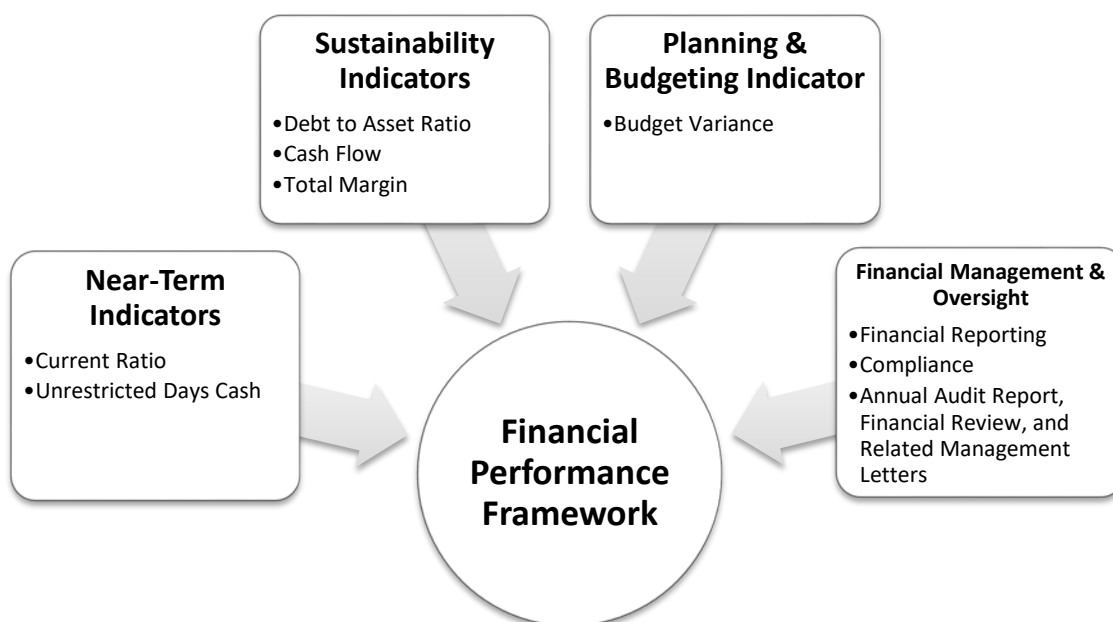 Sustainability
Indicators
•Debt to Asset Ratio
•Cash Flow
•Total Margin
Planning &
Budgeting Indicator
•Budget Variance
Near-Term
Indicators
•Current Ratio
•Unrestricted Days Cash
Financial Management &
Oversight
•Financial Reporting
•Compliance
•Annual Audit Report,
Financial Review, and
Related Management
Letters
Financial
Performance
Framework